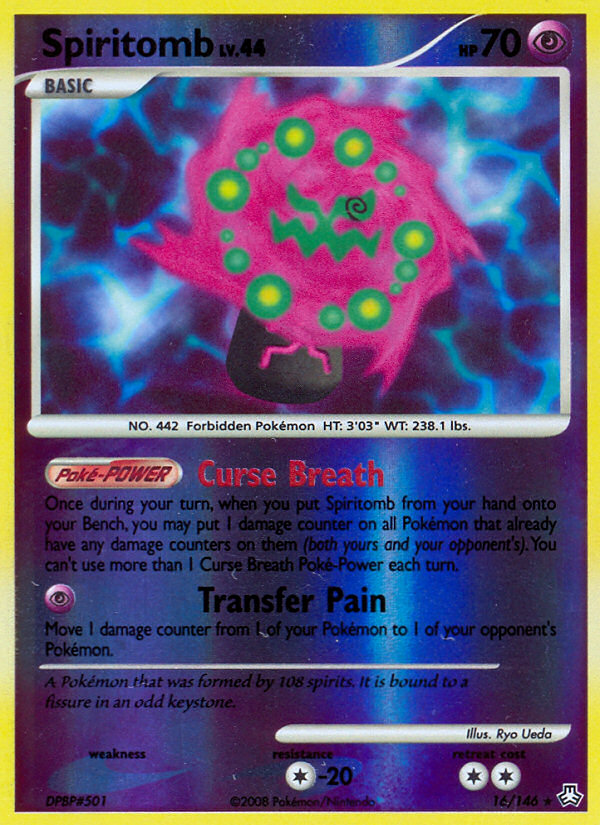 Spiritomb LV.44 HP 70
BASIC
NO. 442 Forbidden Pokémon HT: 3'03" WT: 238.1 lbs.
Poké-POWER Curse Breath
Once during your turn, when you put Spiritomb from your hand onto
your Bench, you may put 1 damage counter on all Pokémon that already
have any damage counters on them (both yours and your opponent's). You
can't use more than 1 Curse Breath Poké-Power each turn.
Transfer Pain
Move 1 damage counter from 1 of your Pokémon to 1 of your opponent's
Pokémon.
A Pokémon that was formed by 108 spirits. It is bound to a
fissure in an odd keystone.
Illus. Ryo Ueda
weakness resistance retreat cost
-20
DPBP#501 ©2008 Pokémon/Nintendo 16/146 ★